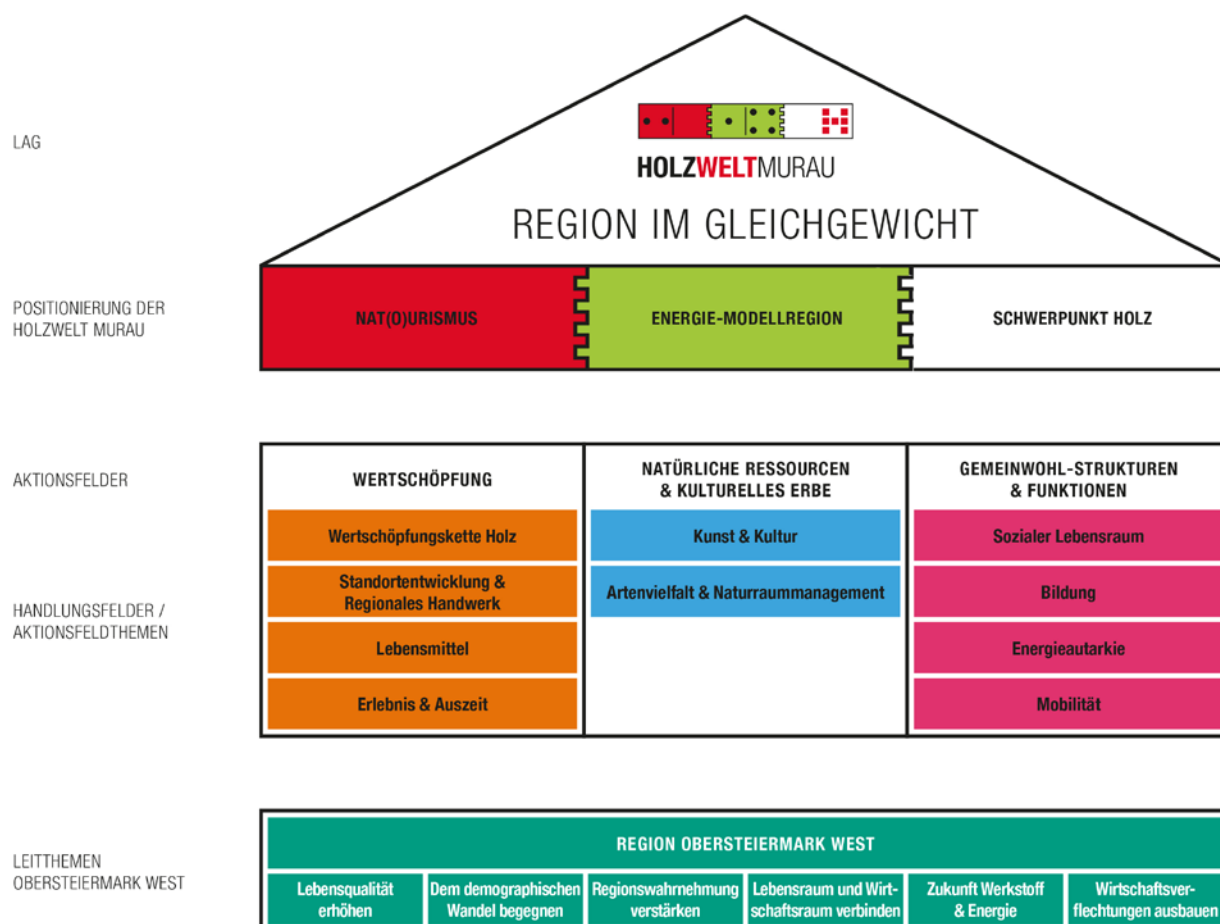 LAG
HOLZWELTMURAU
REGION IM GLEICHGEWICHT
POSITIONIERUNG DER
HOLZWELT MURAU
NAT(O)URISMUS
ENERGIE-MODELLREGION
SCHWERPUNKT HOLZ
AKTIONSFELDER
WERTSCHÖPFUNG
NATÜRLICHE RESSOURCEN
& KULTURELLES ERBE
GEMEINWOHL-STRUKTUREN
& FUNKTIONEN
HANDLUNGSFELDER /
AKTIONSFELDTHEMEN
Wertschöpfungskette Holz
Standortentwicklung &
Regionales Handwerk
Lebensmittel
Erlebnis & Auszeit
Kunst & Kultur
Artenvielfalt & Naturraummanagement
Sozialer Lebensraum
Bildung
Energieautarkie
Mobilität
LEITTHEMEN
OBERSTEIERMARK WEST
REGION OBERSTEIERMARK WEST
Lebensqualität
erhöhen
Dem demographischen
Wandel begegnen
Regionswahrnehmung
verstärken
Lebensraum und Wirt-
schaftsraum verbinden
Zukunft Werkstoff
& Energie
Wirtschaftsver-
flechtungen ausbauen